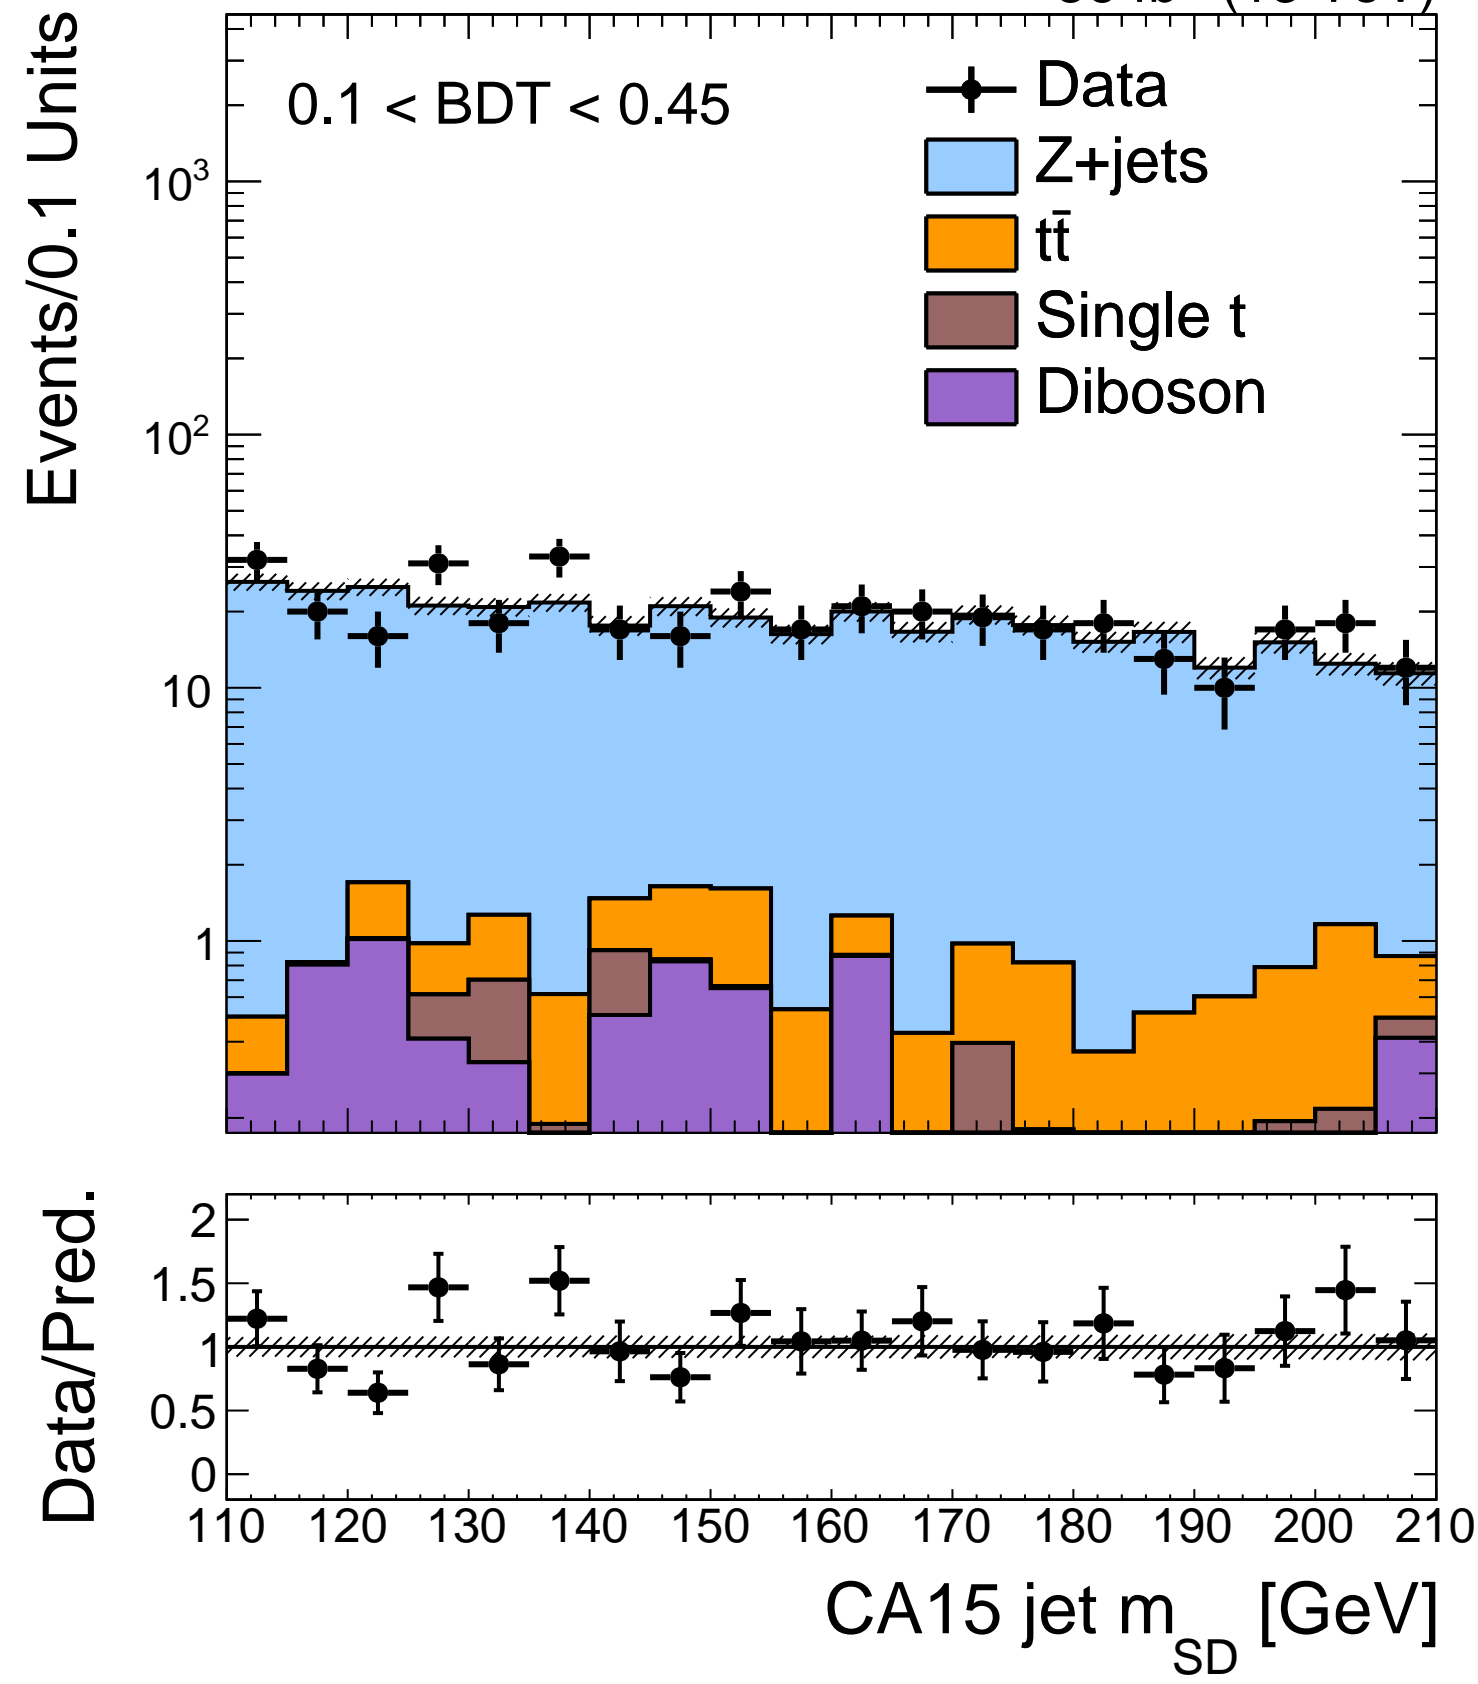 Events/0.1 Units
0.1 < BDT < 0.45
Data
Z+jets
tt̄
Single t
Diboson
10³
10²
10
1
Data/Pred.
2
1.5
1
0.5
0
110 120 130 140 150 160 170 180 190 200 210
CA15 jet m_SD [GeV]